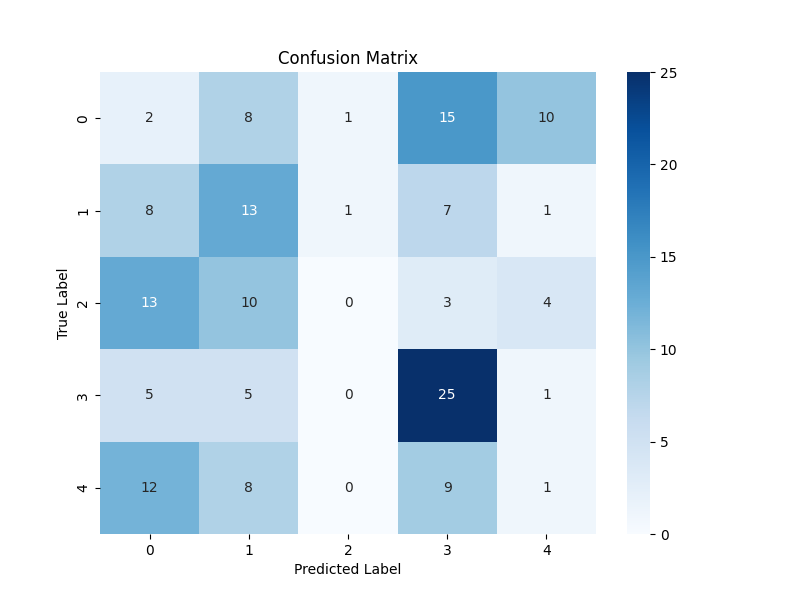 Confusion Matrix
True Label
0 2 8 1 15 10
1 8 13 1 7 1
2 13 10 0 3 4
3 5 5 0 25 1
4 12 8 0 9 1
0 1 2 3 4
Predicted Label
25
20
15
10
5
0